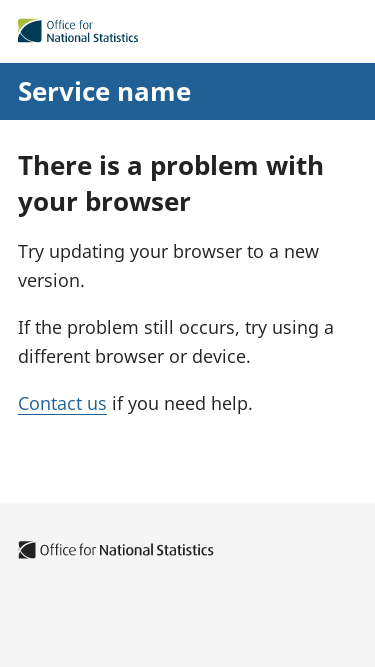 Office for
National Statistics
Service name
There is a problem with
your browser
Try updating your browser to a new
version.
If the problem still occurs, try using a
different browser or device.
Contact us if you need help.
Office for National Statistics